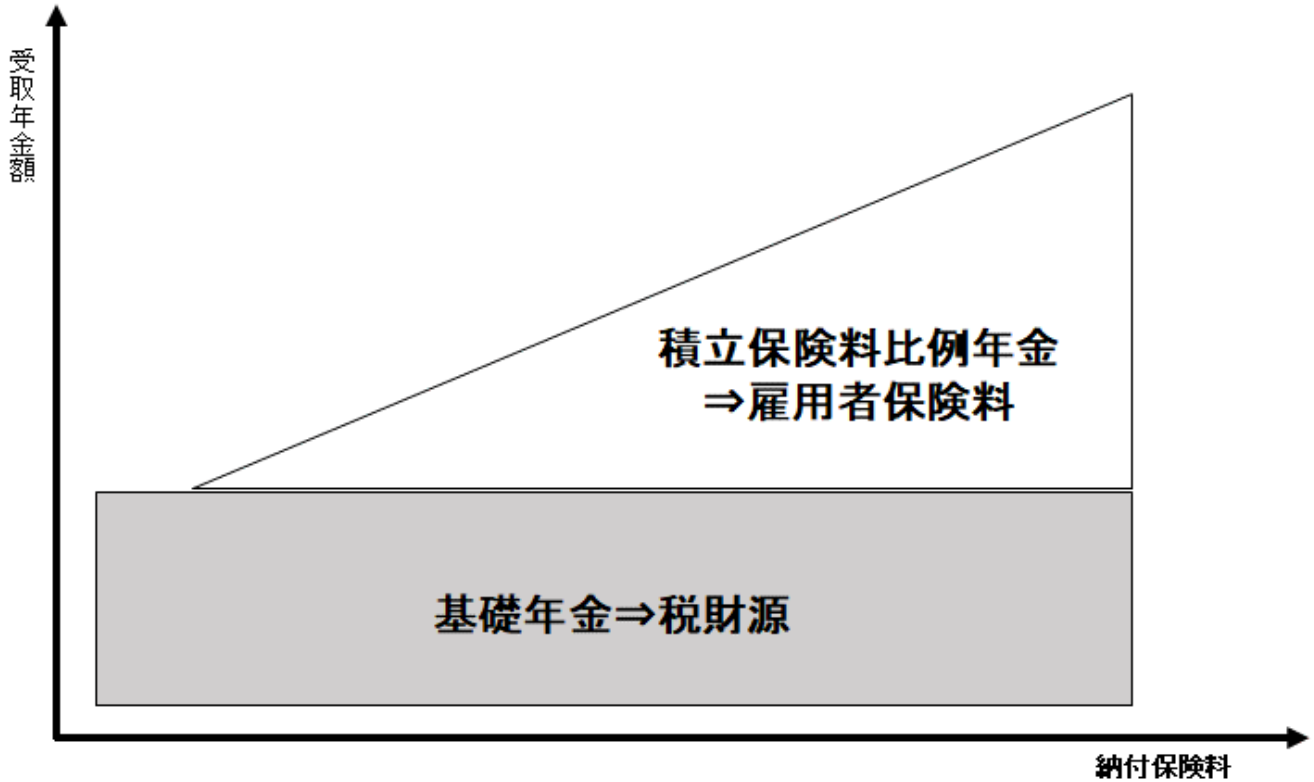 受取年金額
積立保険料比例年金
⇒雇用者保険料
基礎年金⇒税財源
納付保険料